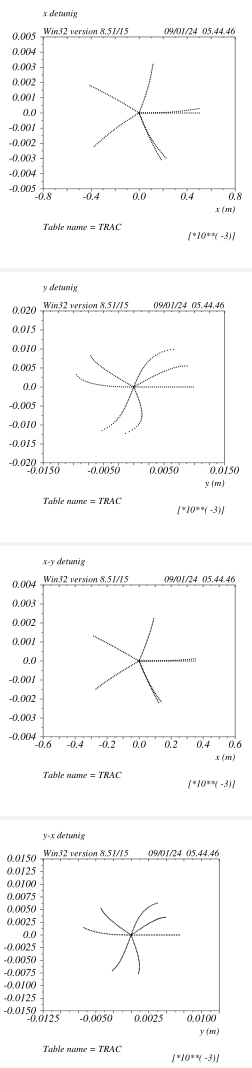 x detunig
Win32 version 8.51/15 09/01/24 05.44.46
0.005
0.004
0.003
0.002
0.001
0.0
-0.001
-0.002
-0.003
-0.004
-0.005
-0.8 -0.4 0.0 0.4 0.8
x (m)
Table name = TRAC
[*10**( -3)]
y detunig
Win32 version 8.51/15 09/01/24 05.44.46
0.020
0.015
0.010
0.005
0.0
-0.005
-0.010
-0.015
-0.020
-0.0150 -0.0050 0.0050 0.0150
y (m)
Table name = TRAC
[*10**( -3)]
x-y detunig
Win32 version 8.51/15 09/01/24 05.44.46
0.004
0.003
0.002
0.001
0.0
-0.001
-0.002
-0.003
-0.004
-0.6 -0.4 -0.2 0.0 0.2 0.4 0.6
x (m)
Table name = TRAC
[*10**( -3)]
y-x detunig
Win32 version 8.51/15 09/01/24 05.44.46
0.0150
0.0125
0.0100
0.0075
0.0050
0.0025
0.0
-0.0025
-0.0050
-0.0075
-0.0100
-0.0125
-0.0150
-0.0125 -0.0050 0.0025 0.0100
y (m)
Table name = TRAC
[*10**( -3)]